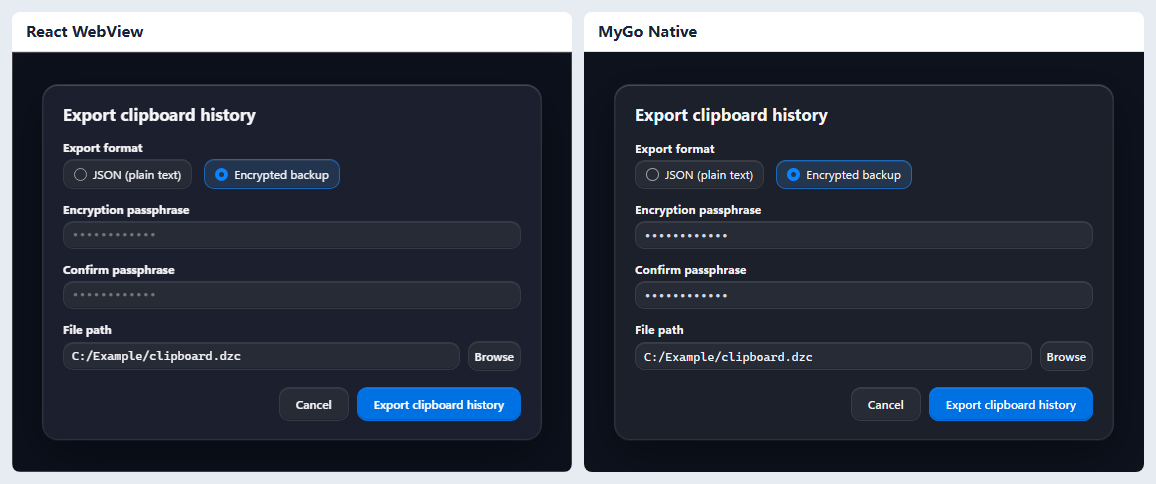 React WebView
Export clipboard history
Export format
JSON (plain text) Encrypted backup
Encryption passphrase
••••••••••••
Confirm passphrase
••••••••••••
File path
C:/Example/clipboard.dzc Browse
Cancel Export clipboard history
MyGo Native
Export clipboard history
Export format
JSON (plain text) Encrypted backup
Encryption passphrase
••••••••••••
Confirm passphrase
••••••••••••
File path
C:/Example/clipboard.dzc Browse
Cancel Export clipboard history